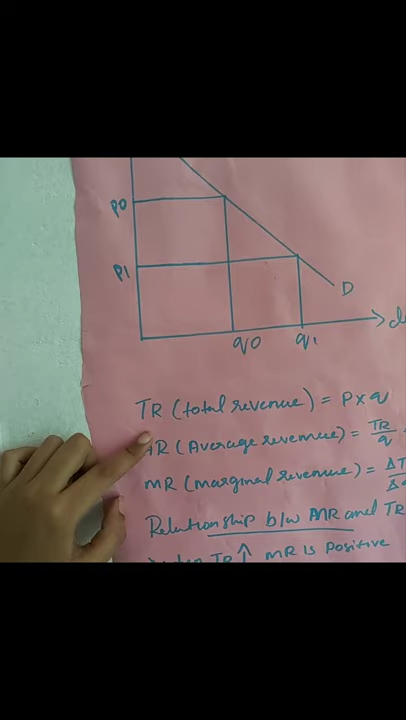 P0
P1
D
q0 q1
TR (total revenue) = P x q
AR (Average revenue) = TR/q
MR (marginal revenue) =
Relationship b/w MR and TR
TR ↑ MR is positive